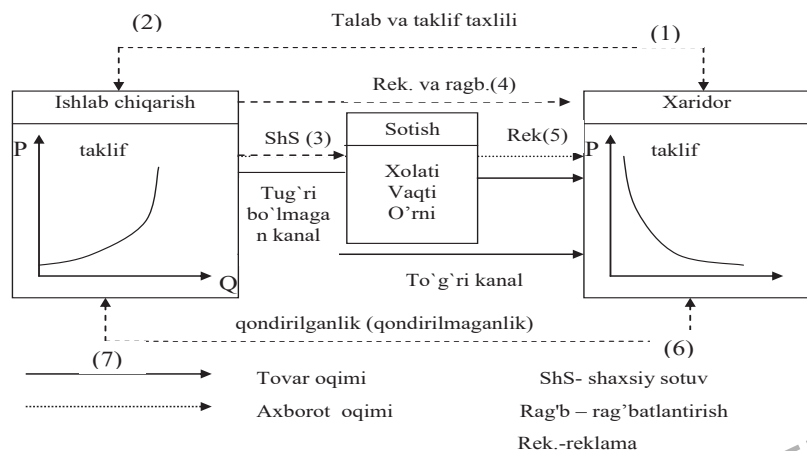 (2)
Talab va taklif taxlili
(1)
Ishlab chiqarish
Rek. va ragb.(4)
Xaridor
P
taklif
ShS (3)
Sotish
Rek(5)
P
taklif
Xolati
Vaqti
O’rni
Tug`ri
bo`lmaga
n kanal
Q
To`g`ri kanal
qondirilganlik (qondirilmaganlik)
(7)
(6)
Tovar oqimi
ShS- shaxsiy sotuv
Axborot oqimi
Rag'b – rag’batlantirish
Rek.-reklama